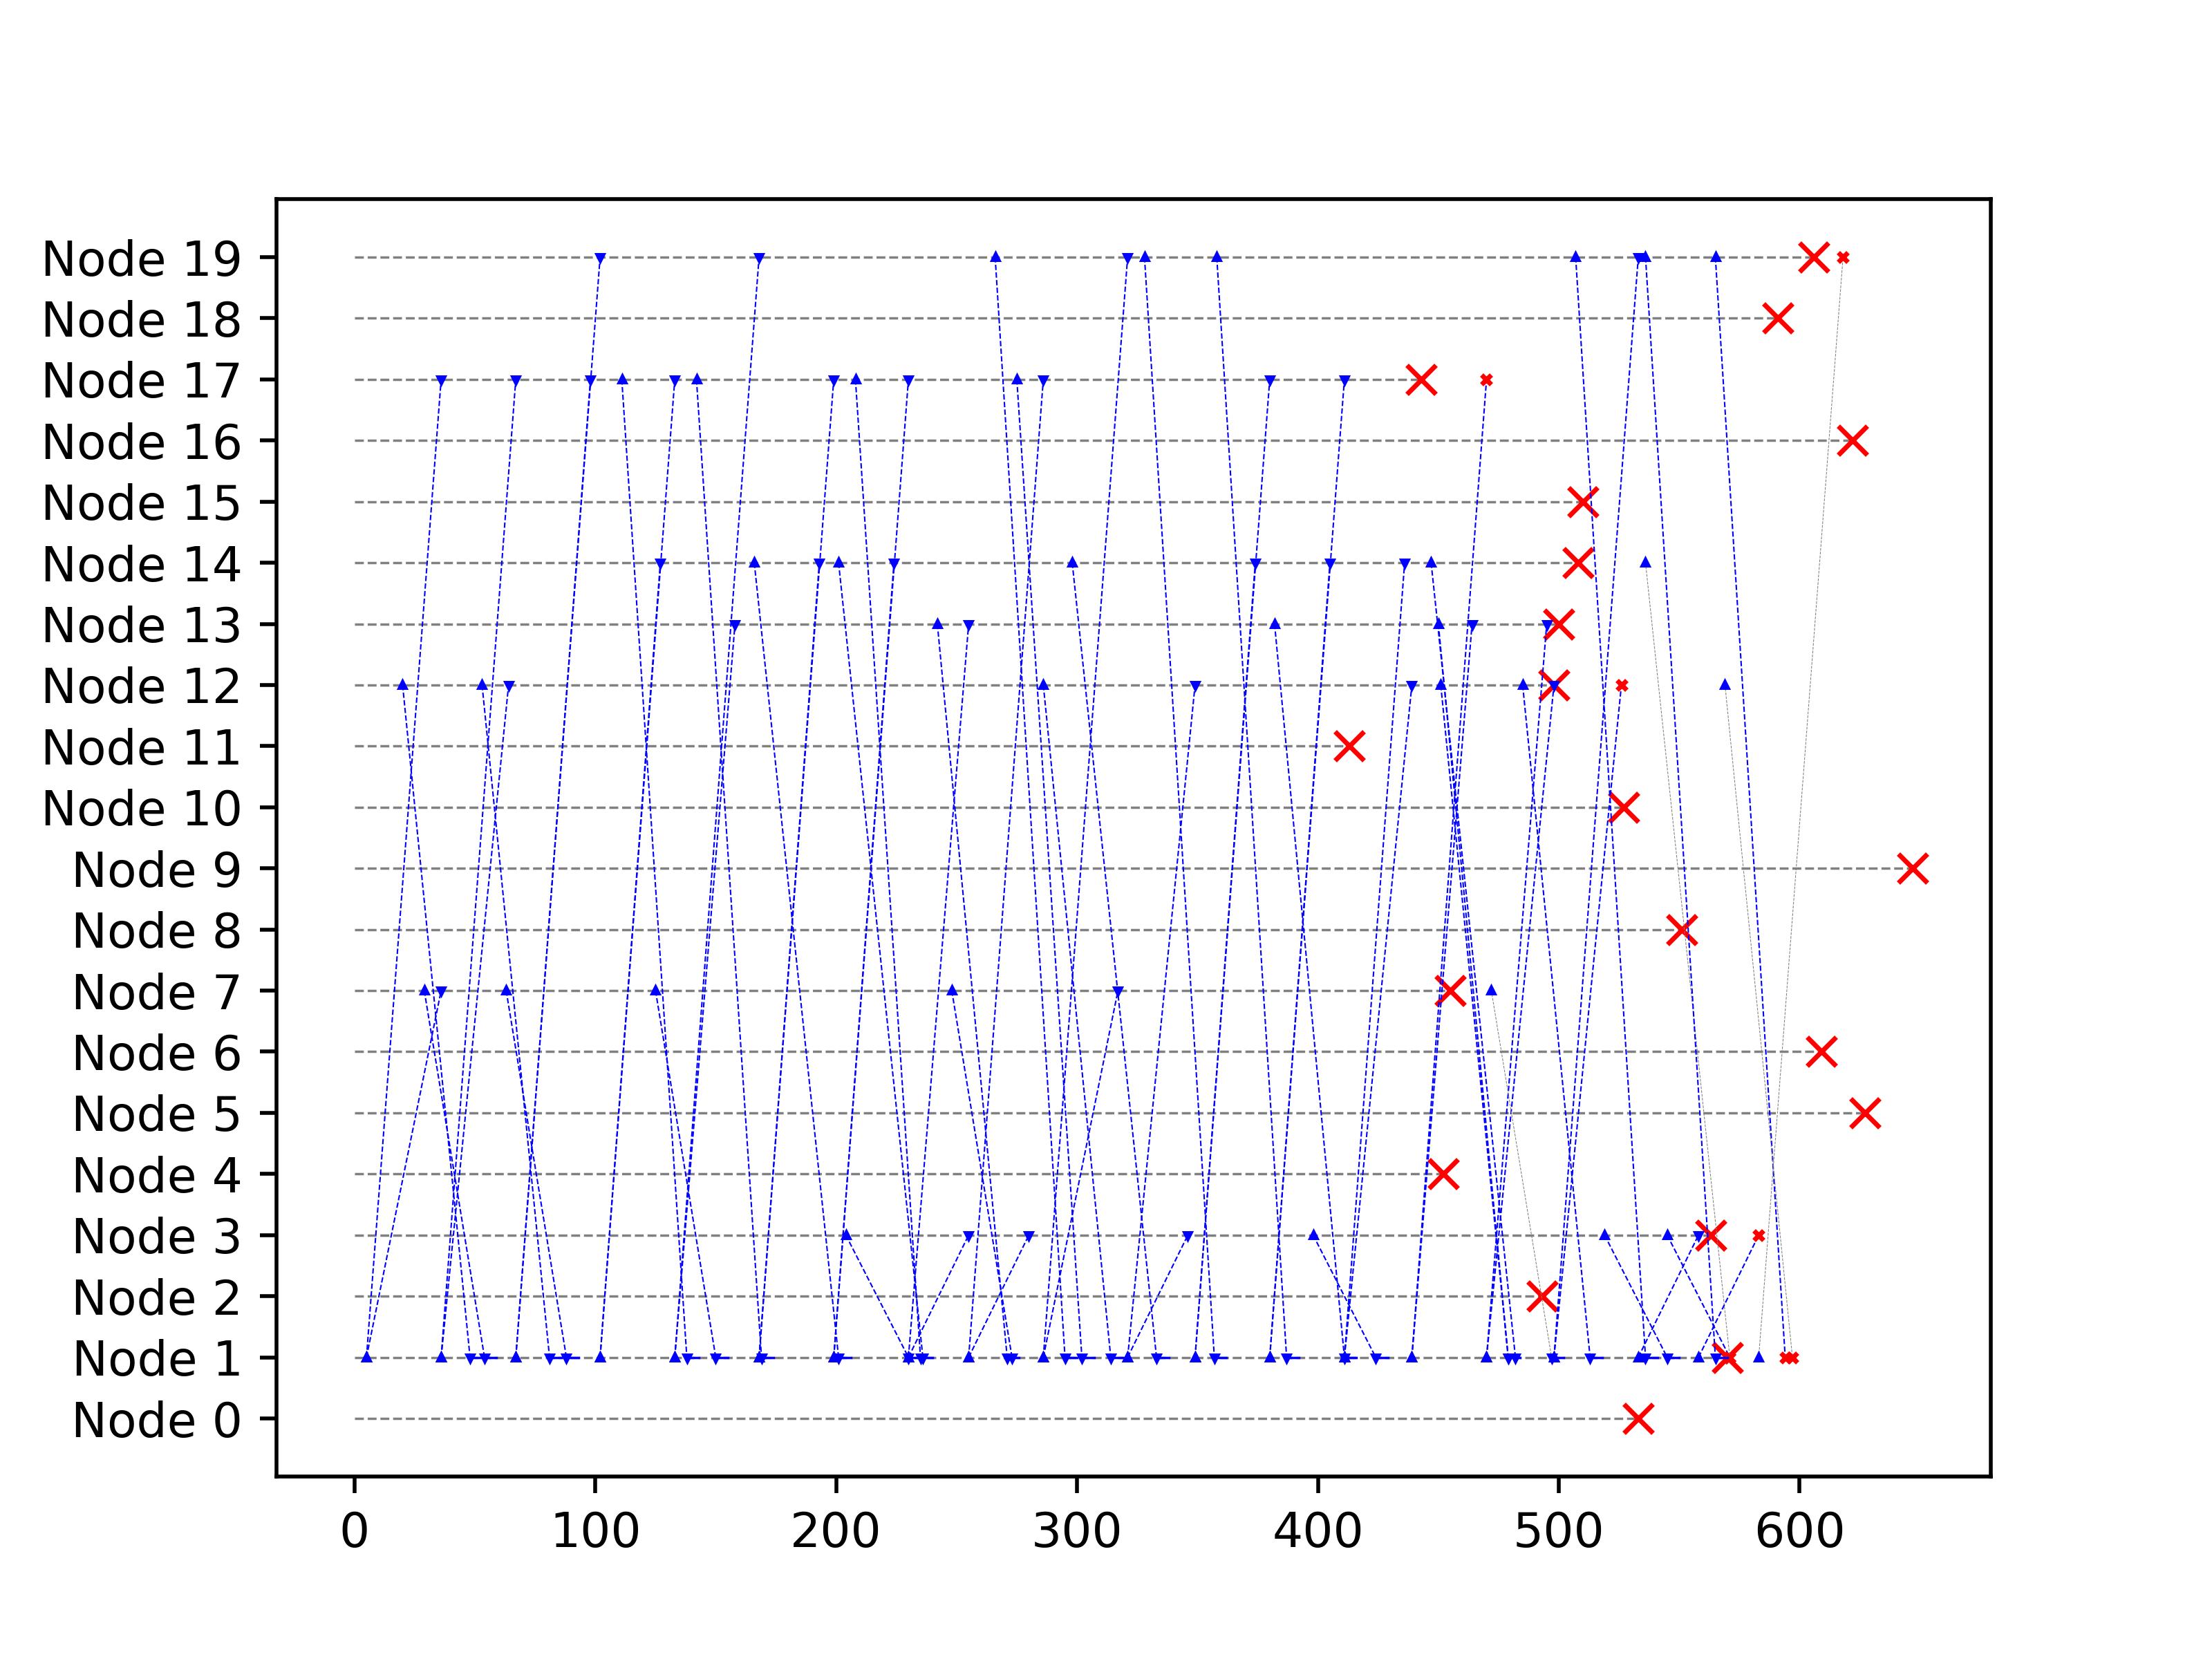 Node 19
Node 18
Node 17
Node 16
Node 15
Node 14
Node 13
Node 12
Node 11
Node 10
Node 9
Node 8
Node 7
Node 6
Node 5
Node 4
Node 3
Node 2
Node 1
Node 0
0 100 200 300 400 500 600